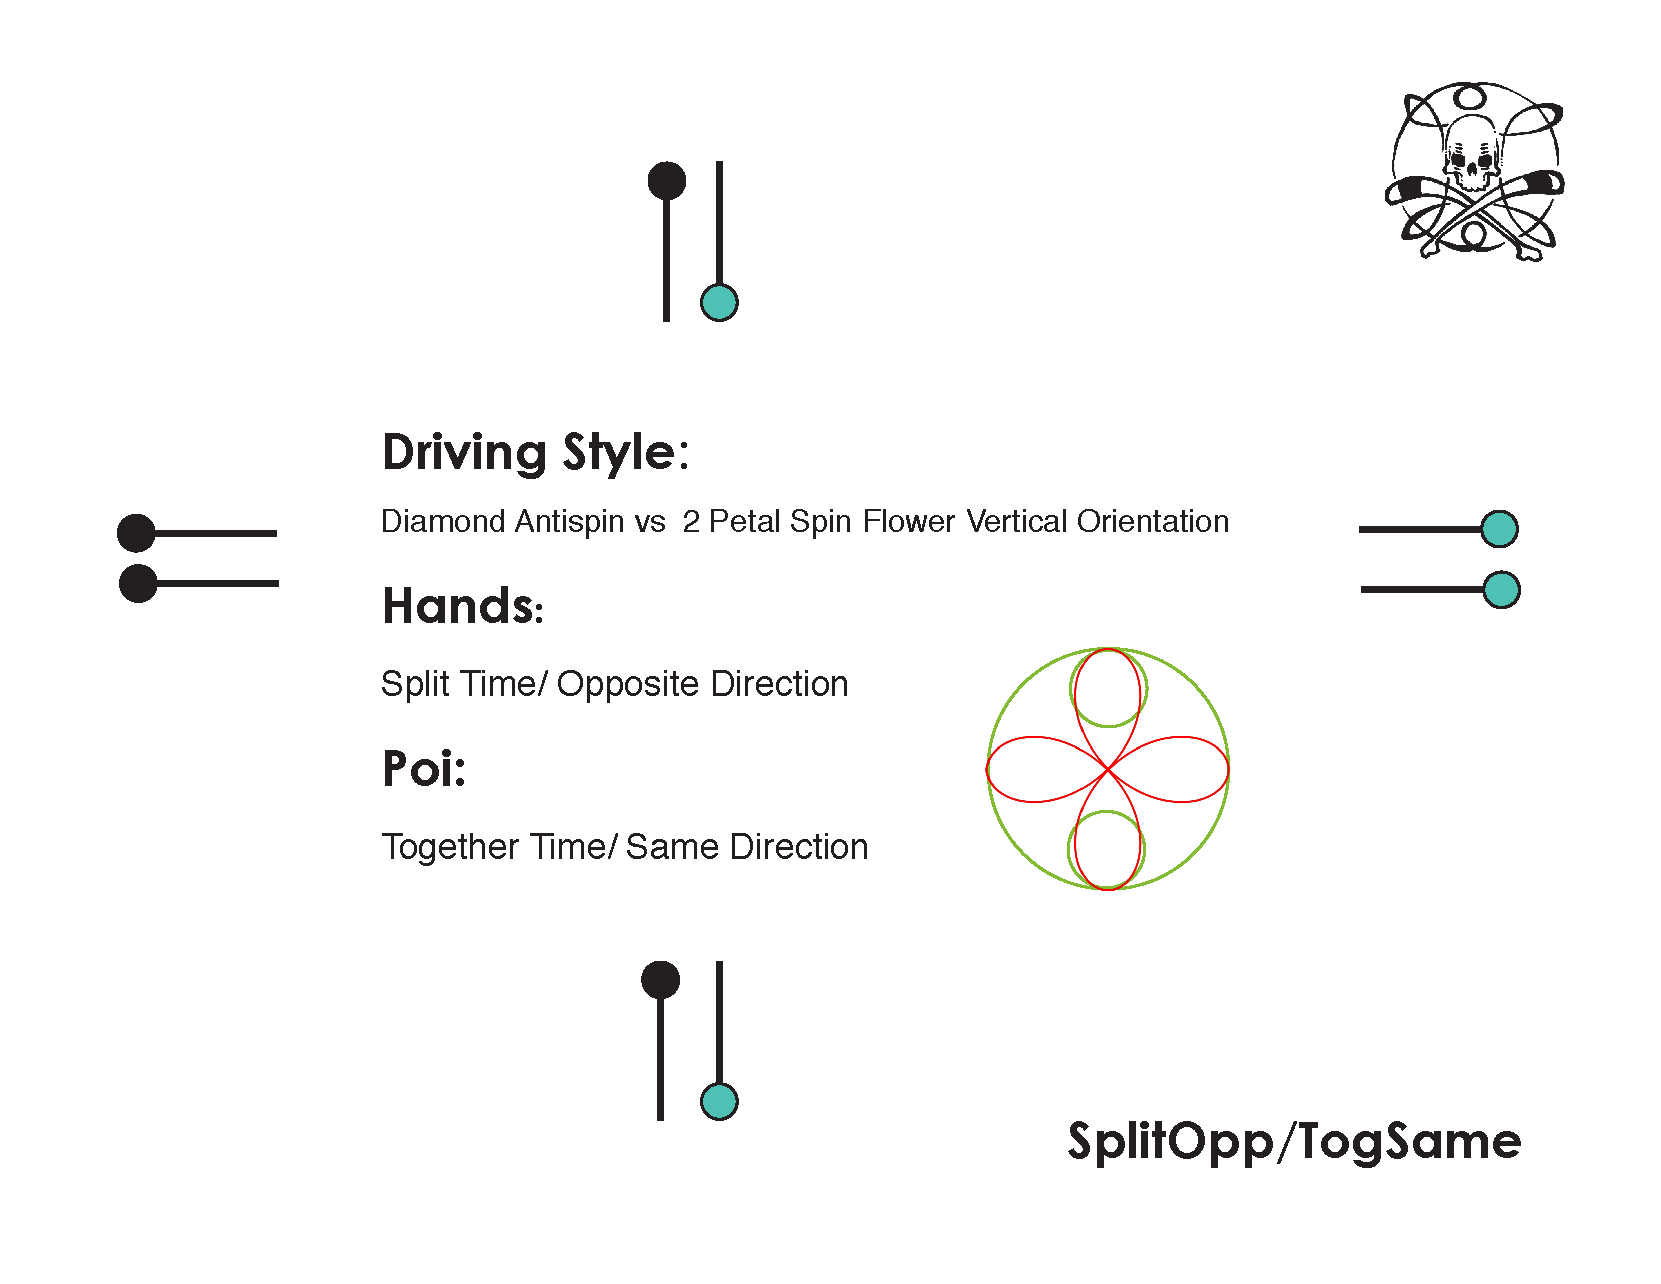 Driving Style:
Diamond Antispin vs  2 Petal Spin Flower Vertical Orientation
Hands:
Split Time/ Opposite Direction
Poi:
Together Time/ Same Direction
SplitOpp/TogSame